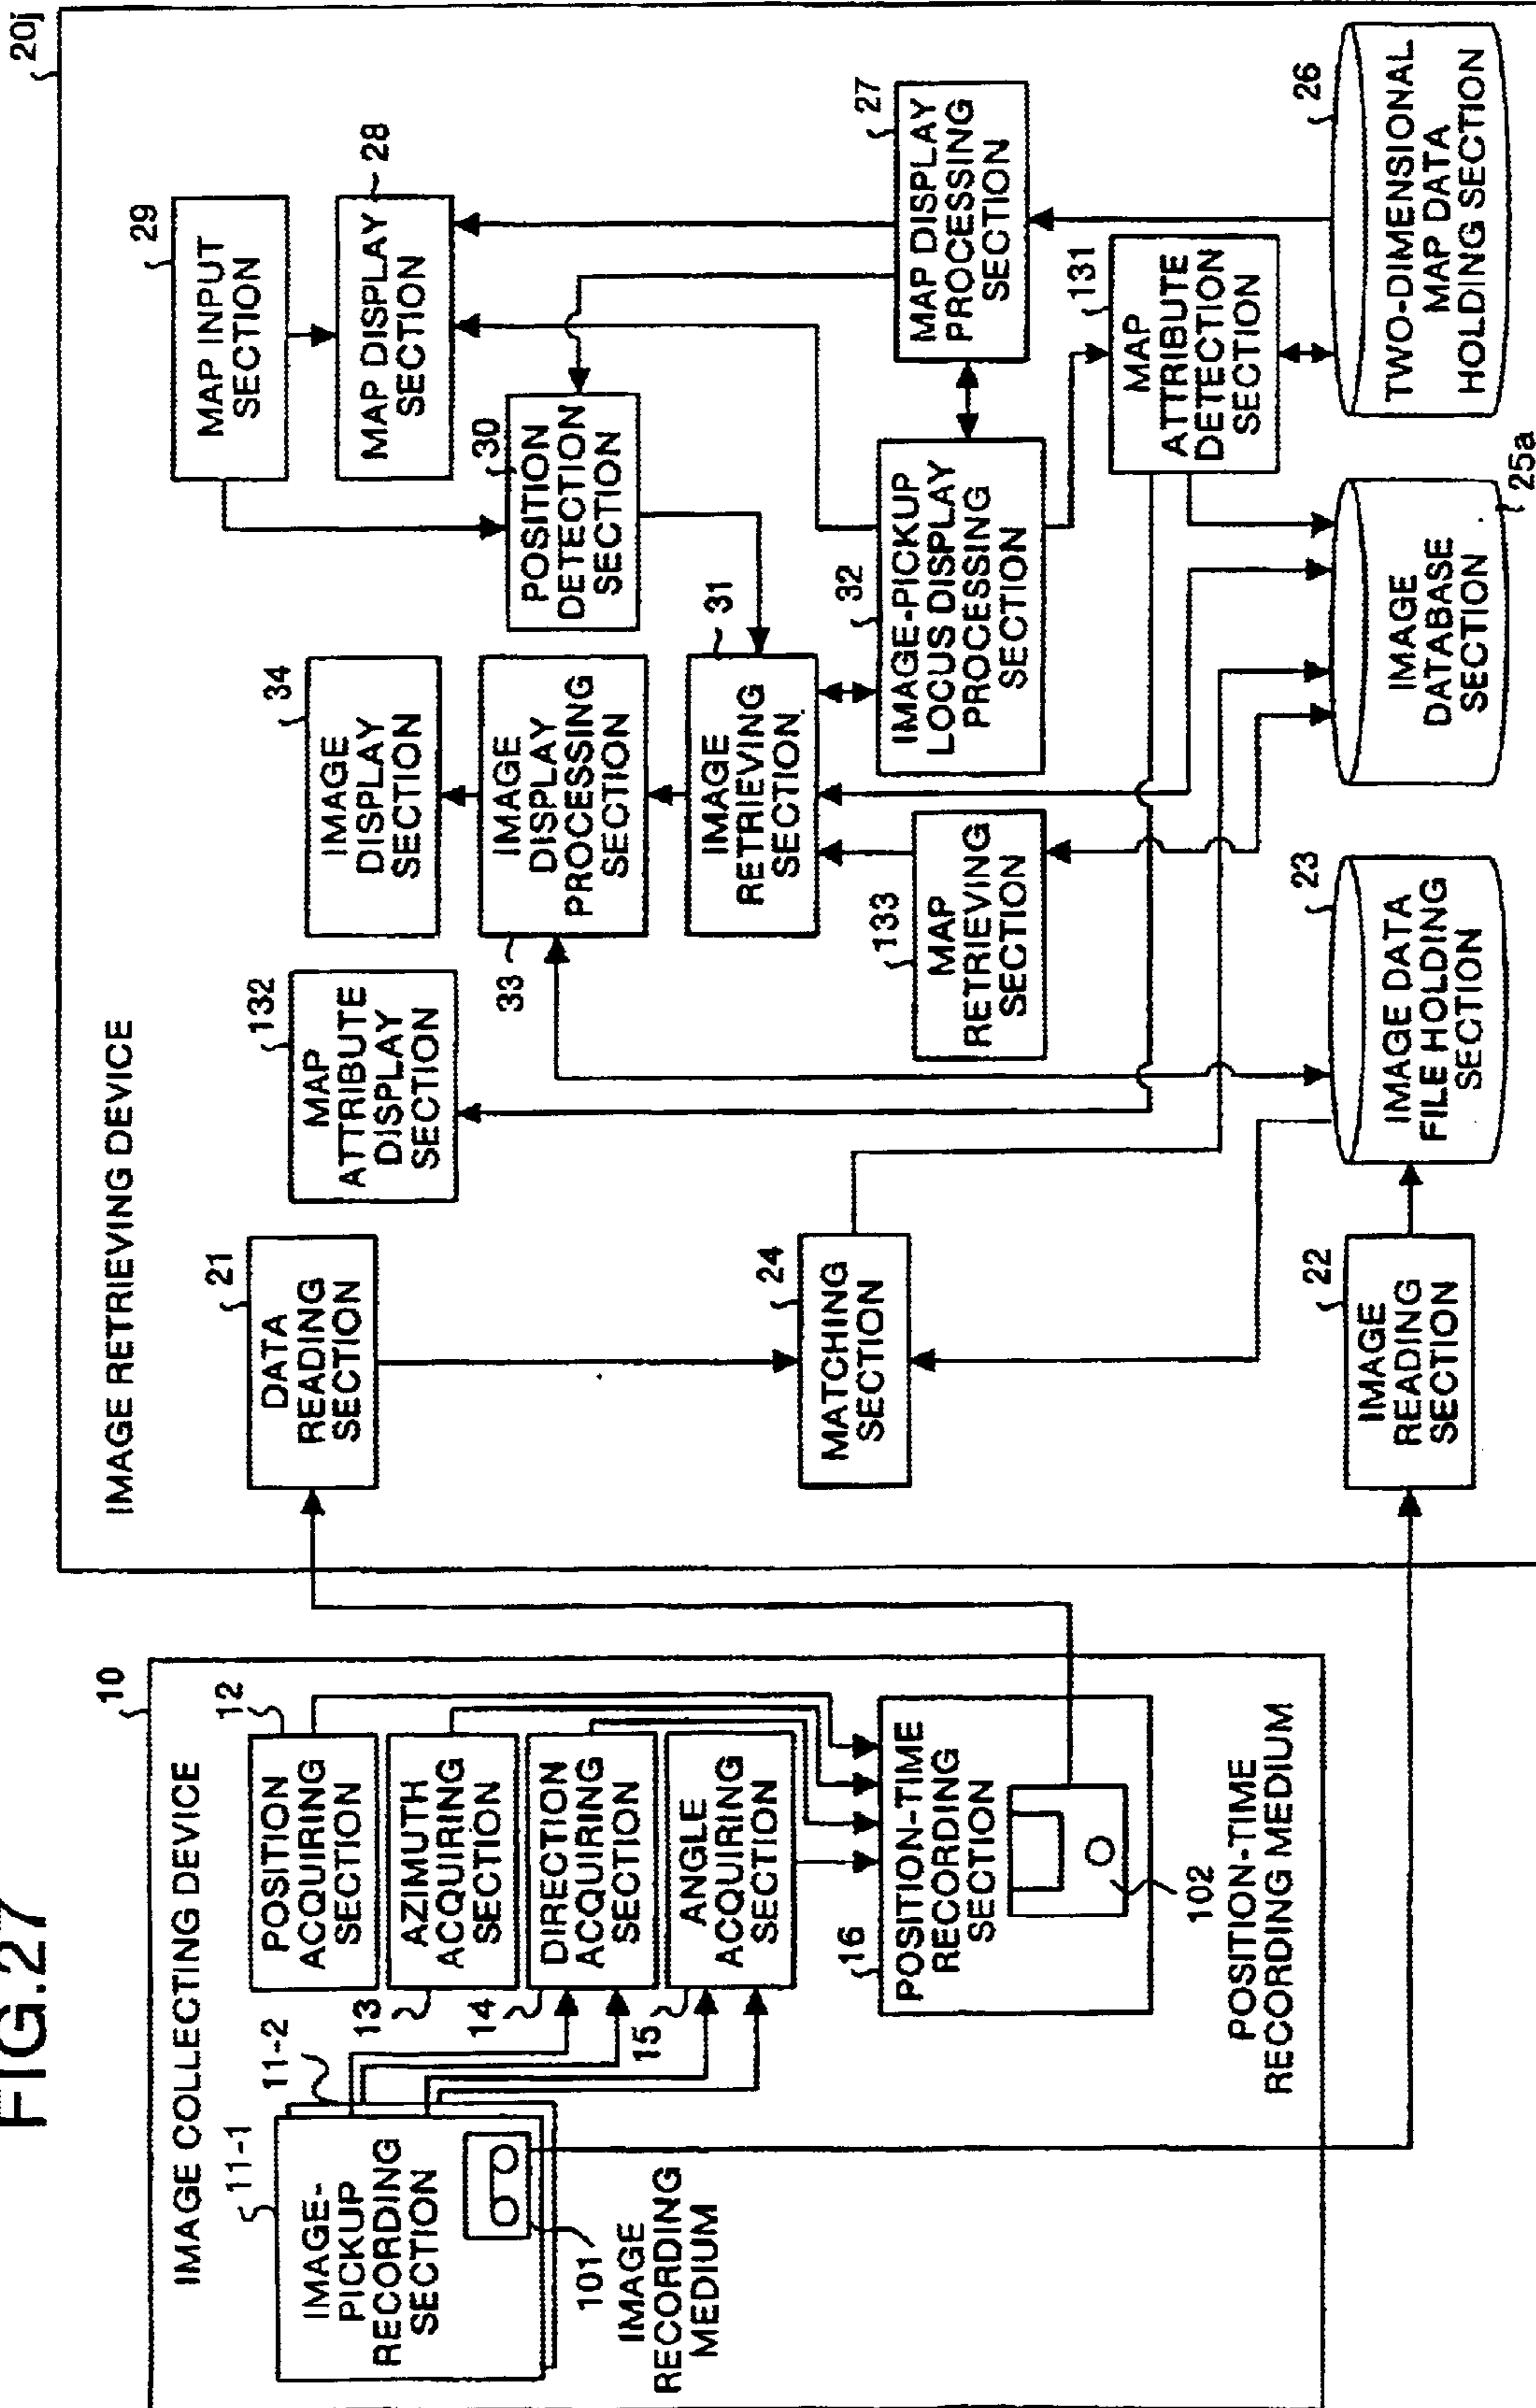 FIG.27
IMAGE COLLECTING DEVICE
10
11-1
11-2
IMAGE-
PICKUP
RECORDING
SECTION
101
IMAGE
RECORDING
MEDIUM
12
POSITION
ACQUIRING
SECTION
13
AZIMUTH
ACQUIRING
SECTION
14
DIRECTION
ACQUIRING
SECTION
15
ANGLE
ACQUIRING
SECTION
16
POSITION-TIME
RECORDING
SECTION
102
POSITION-TIME
RECORDING MEDIUM
IMAGE RETRIEVING DEVICE
20j
21
DATA
READING
SECTION
24
MATCHING
SECTION
22
IMAGE
READING
SECTION
132
MAP
ATTRIBUTE
DISPLAY
SECTION
34
IMAGE
DISPLAY
SECTION
33
IMAGE
DISPLAY
PROCESSING
SECTION
31
IMAGE
RETRIEVING
SECTION
133
MAP
RETRIEVING
SECTION
23
IMAGE DATA
FILE HOLDING
SECTION
29
MAP INPUT
SECTION
28
MAP DISPLAY
SECTION
30
POSITION
DETECTION
SECTION
32
IMAGE-PICKUP
LOCUS DISPLAY
PROCESSING
SECTION
27
MAP DISPLAY
PROCESSING
SECTION
131
MAP
ATTRIBUTE
DETECTION
SECTION
25a
IMAGE
DATABASE
SECTION
26
TWO-DIMENSIONAL
MAP DATA
HOLDING SECTION